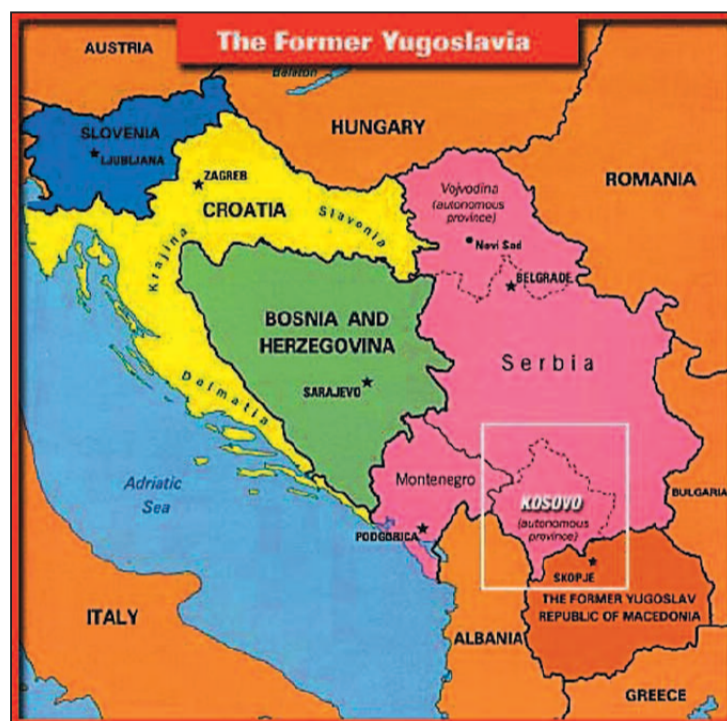 The Former Yugoslavia
AUSTRIA
Balaton
HUNGARY
SLOVENIA
LJUBLJANA
ZAGREB
CROATIA
Slavonia
Krajina
Vojvodina
(autonomous
province)
Novi Sad
ROMANIA
BELGRADE
BOSNIA AND
HERZEGOVINA
Serbia
SARAJEVO
Dalmatia
Adriatic
Sea
Montenegro
KOSOVO
(autonomous
province)
BULGARIA
PODGORICA
SKOPJE
THE FORMER YUGOSLAV
REPUBLIC OF MACEDONIA
ITALY
ALBANIA
GREECE